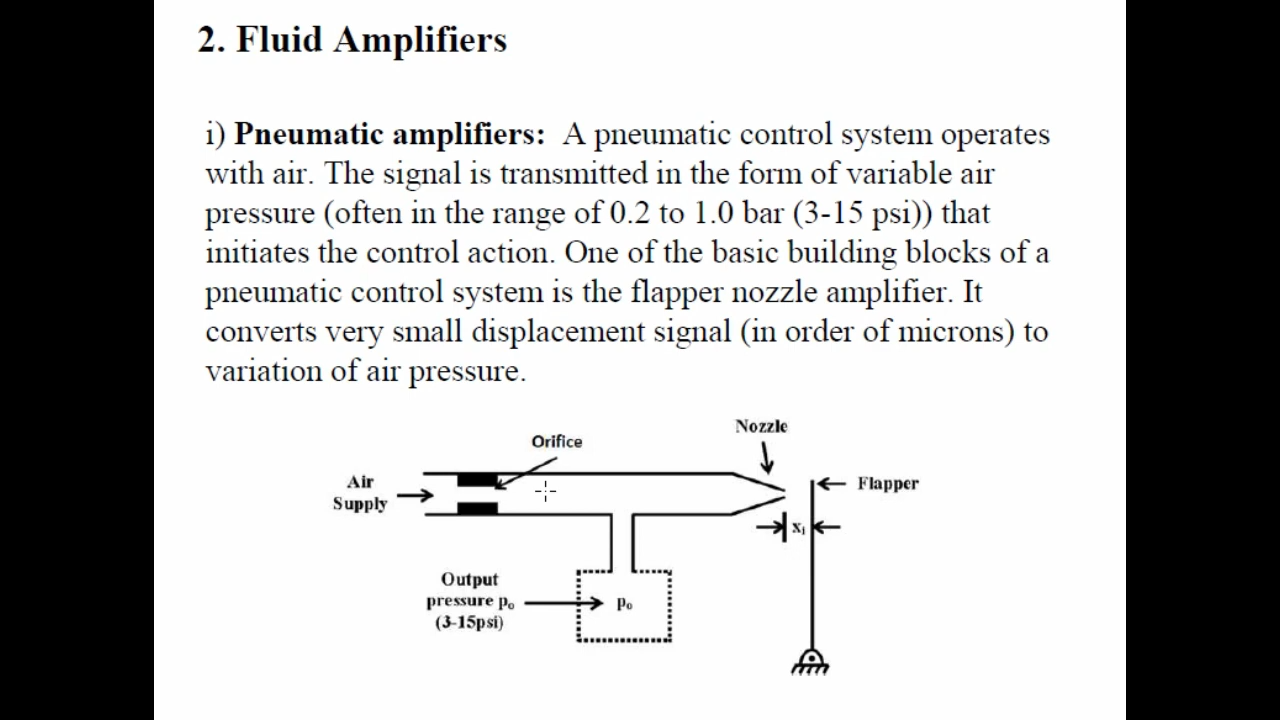 2. Fluid Amplifiers
i) Pneumatic amplifiers: A pneumatic control system operates
with air. The signal is transmitted in the form of variable air
pressure (often in the range of 0.2 to 1.0 bar (3-15 psi)) that
initiates the control action. One of the basic building blocks of a
pneumatic control system is the flapper nozzle amplifier. It
converts very small displacement signal (in order of microns) to
variation of air pressure.
Nozzle
Orifice
Air
Supply
Flapper
xi
Output
pressure po
(3-15psi)
po